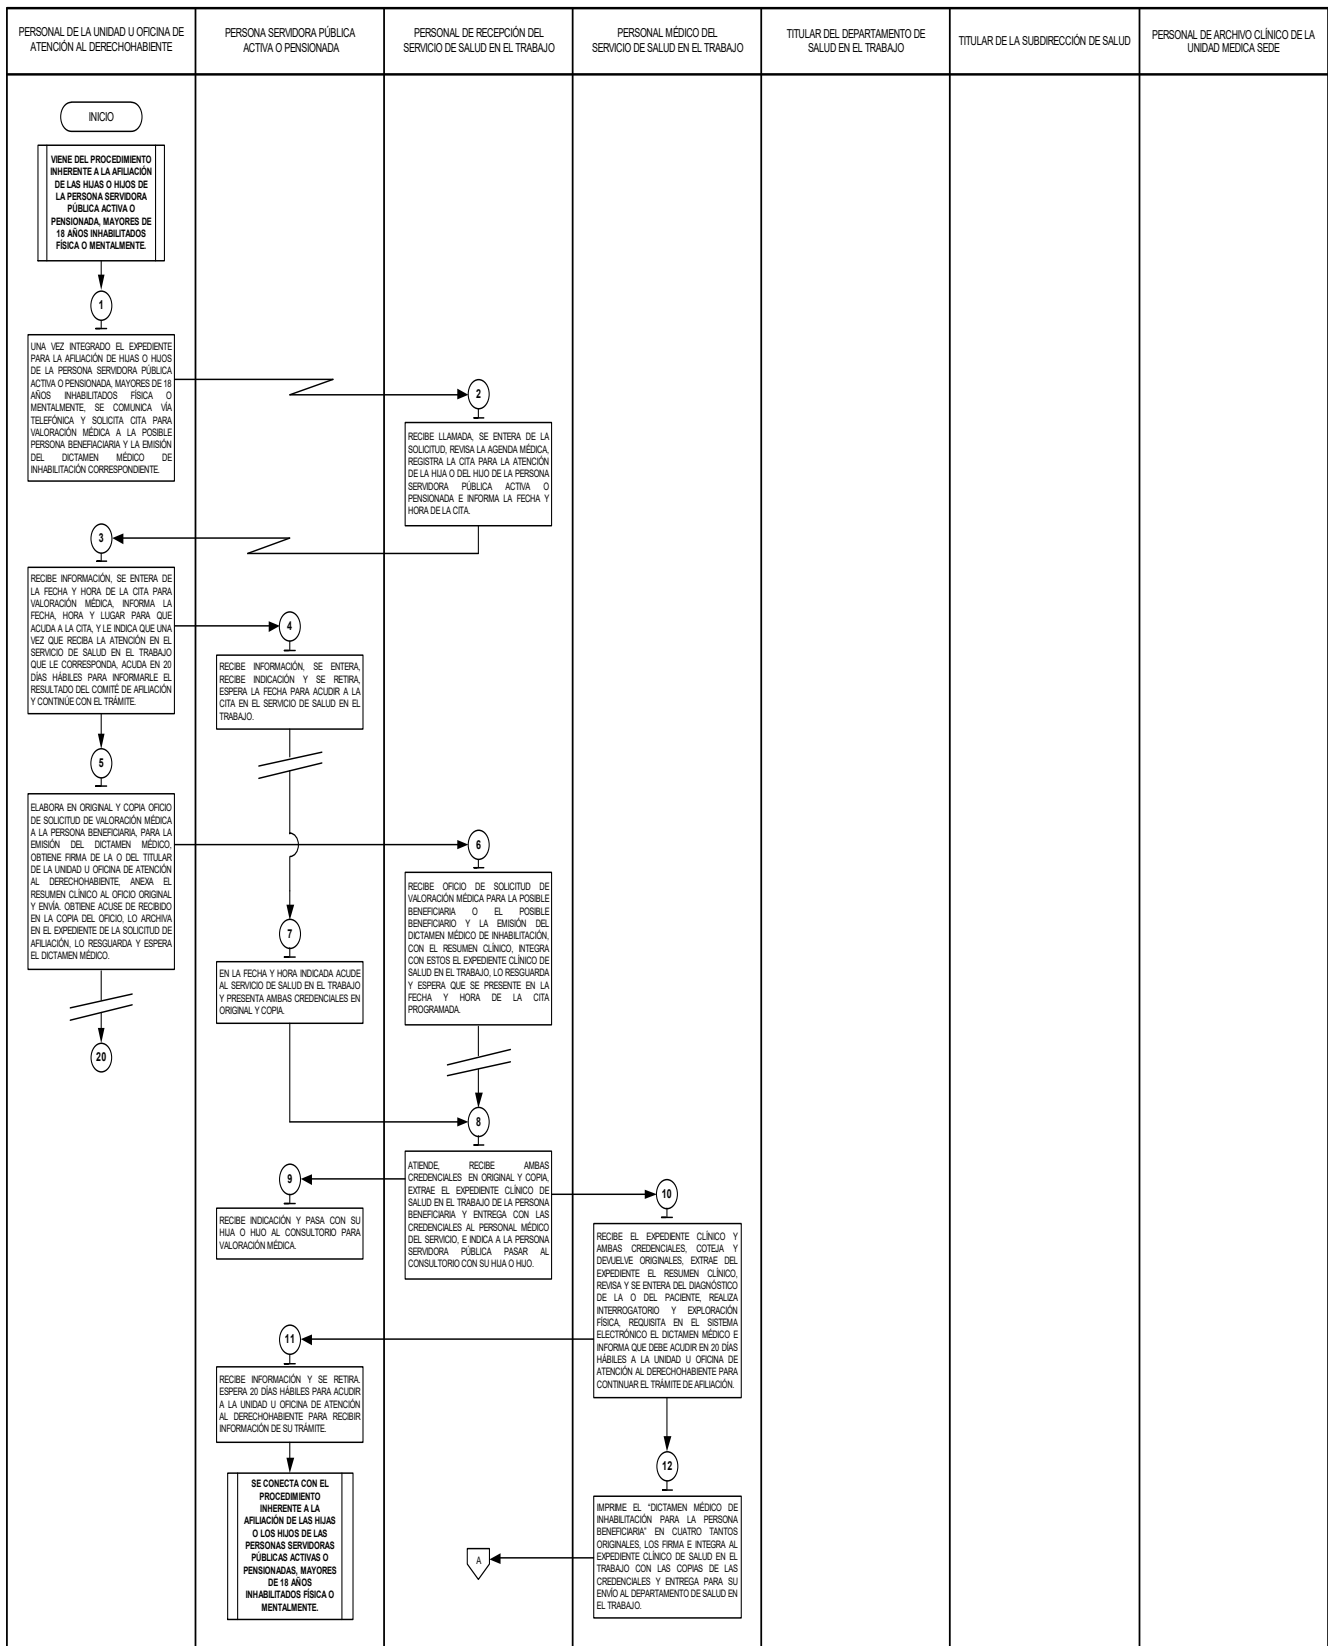 PERSONAL DE LA UNIDAD U OFICINA DE
ATENCIÓN AL DERECHOHABIENTE
PERSONA SERVIDORA PÚBLICA
ACTIVA O PENSIONADA
PERSONAL DE RECEPCIÓN DEL
SERVICIO DE SALUD EN EL TRABAJO
PERSONAL MÉDICO DEL
SERVICIO DE SALUD EN EL TRABAJO
TITULAR DEL DEPARTAMENTO DE
SALUD EN EL TRABAJO
TITULAR DE LA SUBDIRECCIÓN DE SALUD
PERSONAL DE ARCHIVO CLÍNICO DE LA
UNIDAD MEDICA SEDE
INICIO
VIENE DEL PROCEDIMIENTO
INHERENTE A LA AFILIACIÓN
DE LAS HIJAS O HIJOS DE
LA PERSONA SERVIDORA
PÚBLICA ACTIVA O
PENSIONADA, MAYORES DE
18 AÑOS INHABILITADOS
FÍSICA O MENTALMENTE.
1
UNA VEZ INTEGRADO EL EXPEDIENTE
PARA LA AFILIACIÓN DE HIJAS O HIJOS
DE LA PERSONA SERVIDORA PÚBLICA
ACTIVA O PENSIONADA, MAYORES DE 18
AÑOS INHABILITADOS FÍSICA O
MENTALMENTE, SE COMUNICA VÍA
TELEFÓNICA Y SOLICITA CITA PARA
VALORACIÓN MÉDICA A LA POSIBLE
PERSONA BENEFIACIARIA Y LA EMISIÓN
DEL DICTAMEN MÉDICO DE
INHABILITACIÓN CORRESPONDIENTE.
2
RECIBE LLAMADA, SE ENTERA DE LA
SOLICITUD, REVISA LA AGENDA MÉDICA,
REGISTRA LA CITA PARA LA ATENCIÓN
DE LA HIJA O DEL HIJO DE LA PERSONA
SERVIDORA PÚBLICA ACTIVA O
PENSIONADA E INFORMA LA FECHA Y
HORA DE LA CITA.
3
RECIBE INFORMACIÓN, SE ENTERA DE
LA FECHA Y HORA DE LA CITA PARA
VALORACIÓN MÉDICA, INFORMA LA
FECHA, HORA Y LUGAR PARA QUE
ACUDA A LA CITA, Y LE INDICA QUE UNA
VEZ QUE RECIBA LA ATENCIÓN EN EL
SERVICIO DE SALUD EN EL TRABAJO
QUE LE CORRESPONDA, ACUDA EN 20
DÍAS HÁBILES PARA INFORMARLE EL
RESULTADO DEL COMITÉ DE AFILIACIÓN
Y CONTINÚE CON EL TRÁMITE.
4
RECIBE INFORMACIÓN, SE ENTERA,
RECIBE INDICACIÓN Y SE RETIRA,
ESPERA LA FECHA PARA ACUDIR A LA
CITA EN EL SERVICIO DE SALUD EN EL
TRABAJO.
5
ELABORA EN ORIGINAL Y COPIA OFICIO
DE SOLICITUD DE VALORACIÓN MÉDICA
A LA PERSONA BENEFICIARIA, PARA LA
EMISIÓN DEL DICTAMEN MÉDICO,
OBTIENE FIRMA DE LA O DEL TITULAR
DE LA UNIDAD U OFICINA DE ATENCIÓN
AL DERECHOHABIENTE, ANEXA EL
RESUMEN CLÍNICO AL OFICIO ORIGINAL
Y ENVÍA. OBTIENE ACUSE DE RECIBIDO
EN LA COPIA DEL OFICIO, LO ARCHIVA
EN EL EXPEDIENTE DE LA SOLICITUD DE
AFILIACIÓN, LO RESGUARDA Y ESPERA
EL DICTAMEN MÉDICO.
20
6
RECIBE OFICIO DE SOLICITUD DE
VALORACIÓN MÉDICA PARA LA POSIBLE
BENEFICIARIA O EL POSIBLE
BENEFICIARIO Y LA EMISIÓN DEL
DICTAMEN MÉDICO DE INHABILITACIÓN,
CON EL RESUMEN CLÍNICO, INTEGRA
CON ESTOS EL EXPEDIENTE CLÍNICO DE
SALUD EN EL TRABAJO, LO RESGUARDA
Y ESPERA QUE SE PRESENTE EN LA
FECHA Y HORA DE LA CITA
PROGRAMADA.
7
EN LA FECHA Y HORA INDICADA ACUDE
AL SERVICIO DE SALUD EN EL TRABAJO
Y PRESENTA AMBAS CREDENCIALES EN
ORIGINAL Y COPIA.
8
ATIENDE, RECIBE AMBAS
CREDENCIALES EN ORIGINAL Y COPIA,
EXTRAE EL EXPEDIENTE CLÍNICO DE
SALUD EN EL TRABAJO DE LA PERSONA
BENEFICIARIA Y ENTREGA CON LAS
CREDENCIALES AL PERSONAL MÉDICO
DEL SERVICIO, E INDICA A LA PERSONA
SERVIDORA PÚBLICA PASAR AL
CONSULTORIO CON SU HIJA O HIJO.
9
RECIBE INDICACIÓN Y PASA CON SU
HIJA O HIJO AL CONSULTORIO PARA
VALORACIÓN MÉDICA.
10
RECIBE EL EXPEDIENTE CLÍNICO Y
AMBAS CREDENCIALES, COTEJA Y
DEVUELVE ORIGINALES, EXTRAE DEL
EXPEDIENTE EL RESUMEN CLÍNICO,
REVISA Y SE ENTERA DEL DIAGNÓSTICO
DE LA O DEL PACIENTE, REALIZA
INTERROGATORIO Y EXPLORACIÓN
FÍSICA, REQUISITA EN EL SISTEMA
ELECTRÓNICO EL DICTAMEN MÉDICO E
INFORMA QUE DEBE ACUDIR EN 20 DÍAS
HÁBILES A LA UNIDAD U OFICINA DE
ATENCIÓN AL DERECHOHABIENTE PARA
CONTINUAR EL TRÁMITE DE AFILIACIÓN.
11
RECIBE INFORMACIÓN Y SE RETIRA.
ESPERA 20 DÍAS HÁBILES PARA ACUDIR
A LA UNIDAD U OFICINA DE ATENCIÓN
AL DERECHOHABIENTE PARA RECIBIR
INFORMACIÓN DE SU TRÁMITE.
SE CONECTA CON EL
PROCEDIMIENTO
INHERENTE A LA
AFILIACIÓN DE LAS HIJAS
O LOS HIJOS DE LAS
PERSONAS SERVIDORAS
PÚBLICAS ACTIVAS O
PENSIONADAS, MAYORES
DE 18 AÑOS
INHABILITADOS FÍSICA O
MENTALMENTE.
12
IMPRIME EL “DICTAMEN MÉDICO DE
INHABILITACIÓN PARA LA PERSONA
BENEFICIARIA” EN CUATRO TANTOS
ORIGINALES, LOS FIRMA E INTEGRA AL
EXPEDIENTE CLÍNICO DE SALUD EN EL
TRABAJO CON LAS COPIAS DE LAS
CREDENCIALES Y ENTREGA PARA SU
ENVÍO AL DEPARTAMENTO DE SALUD EN
EL TRABAJO.
A